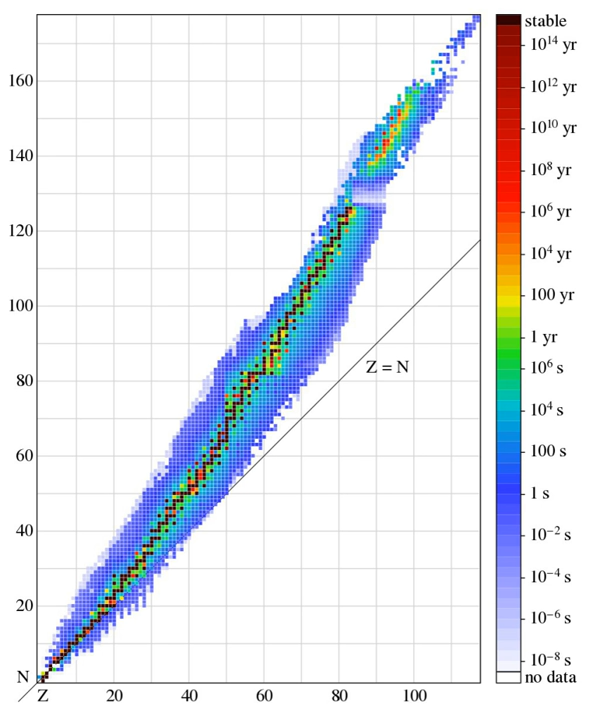 stable
10¹⁴ yr
160
10¹² yr
140
10¹⁰ yr
10⁸ yr
120
10⁶ yr
10⁴ yr
100
100 yr
1 yr
Z = N
10⁶ s
80
10⁴ s
60
100 s
1 s
40
10⁻² s
10⁻⁴ s
20
10⁻⁶ s
10⁻⁸ s
N
no data
Z 20 40 60 80 100